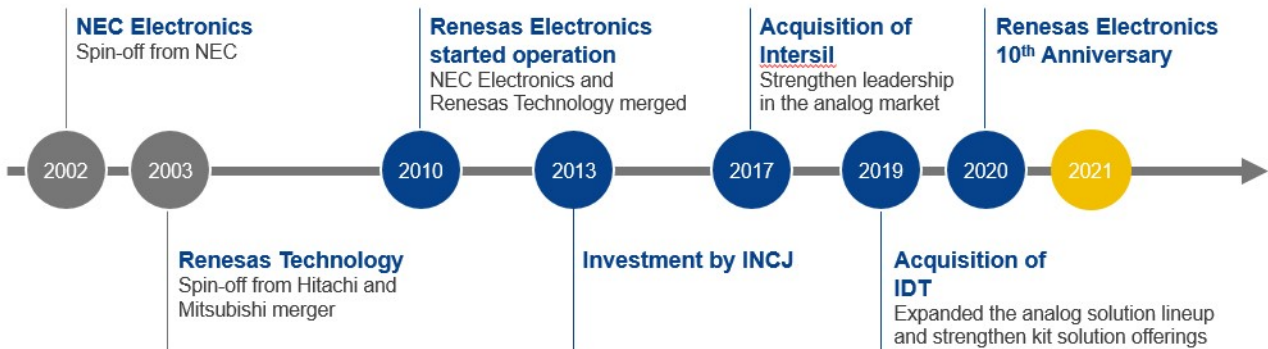 NEC Electronics
Spin-off from NEC
Renesas Electronics
started operation
NEC Electronics and
Renesas Technology merged
Acquisition of
Intersil
Strengthen leadership
in the analog market
Renesas Electronics
10th Anniversary
2002
2003
2010
2013
2017
2019
2020
2021
Renesas Technology
Spin-off from Hitachi and
Mitsubishi merger
Investment by INCJ
Acquisition of
IDT
Expanded the analog solution lineup
and strengthen kit solution offerings